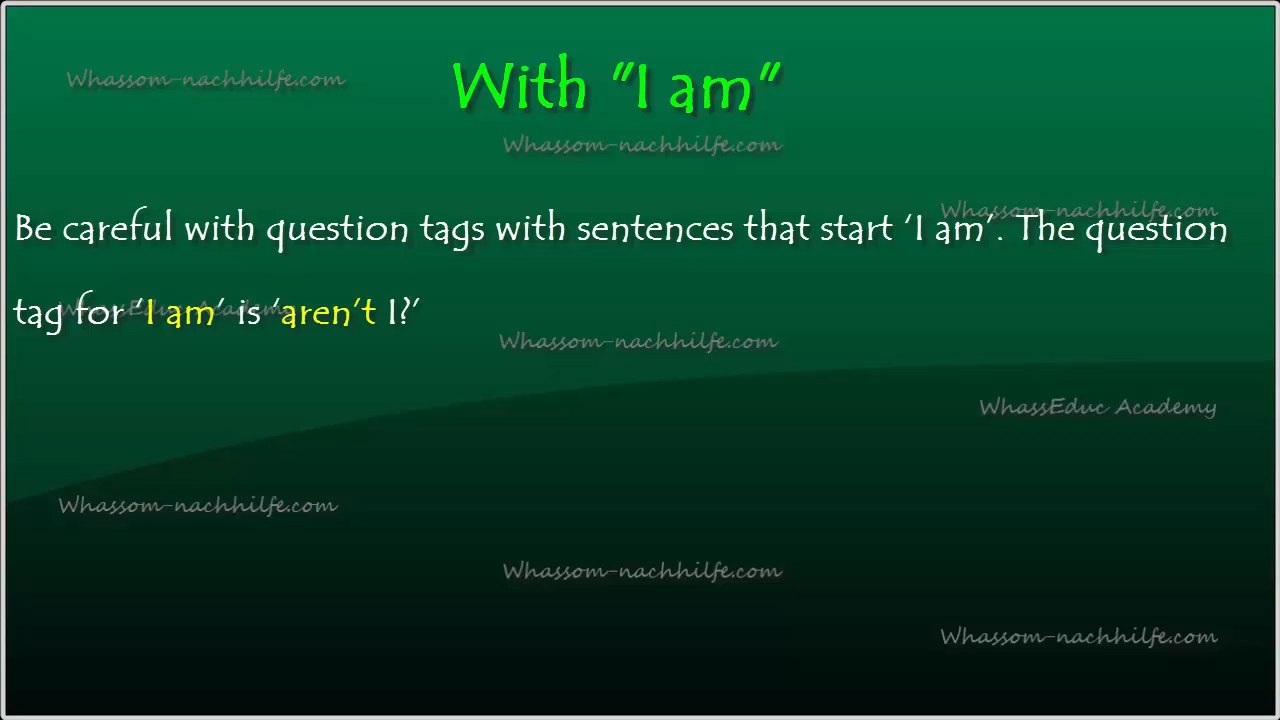 Whassom-nachhilfe.com
With "I am"
Whassom-nachhilfe.com
Whassom-nachhilfe.com
Be careful with question tags with sentences that start ‘I am’. The question
WhassEduc Academy
tag for ‘I am‘ is ‘aren’t I?’
Whassom-nachhilfe.com
WhassEduc Academy
Whassom-nachhilfe.com
Whassom-nachhilfe.com
Whassom-nachhilfe.com